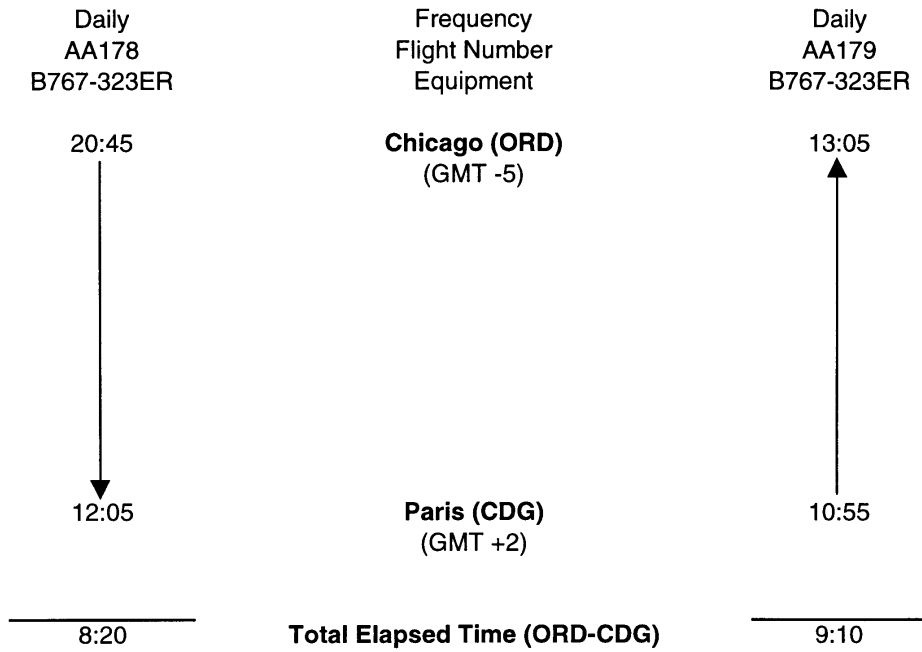 Daily Frequency Daily
AA178 Flight Number AA179
B767-323ER Equipment B767-323ER
20:45 Chicago (ORD) 13:05
(GMT -5)
12:05 Paris (CDG) 10:55
(GMT +2)
8:20 Total Elapsed Time (ORD-CDG) 9:10